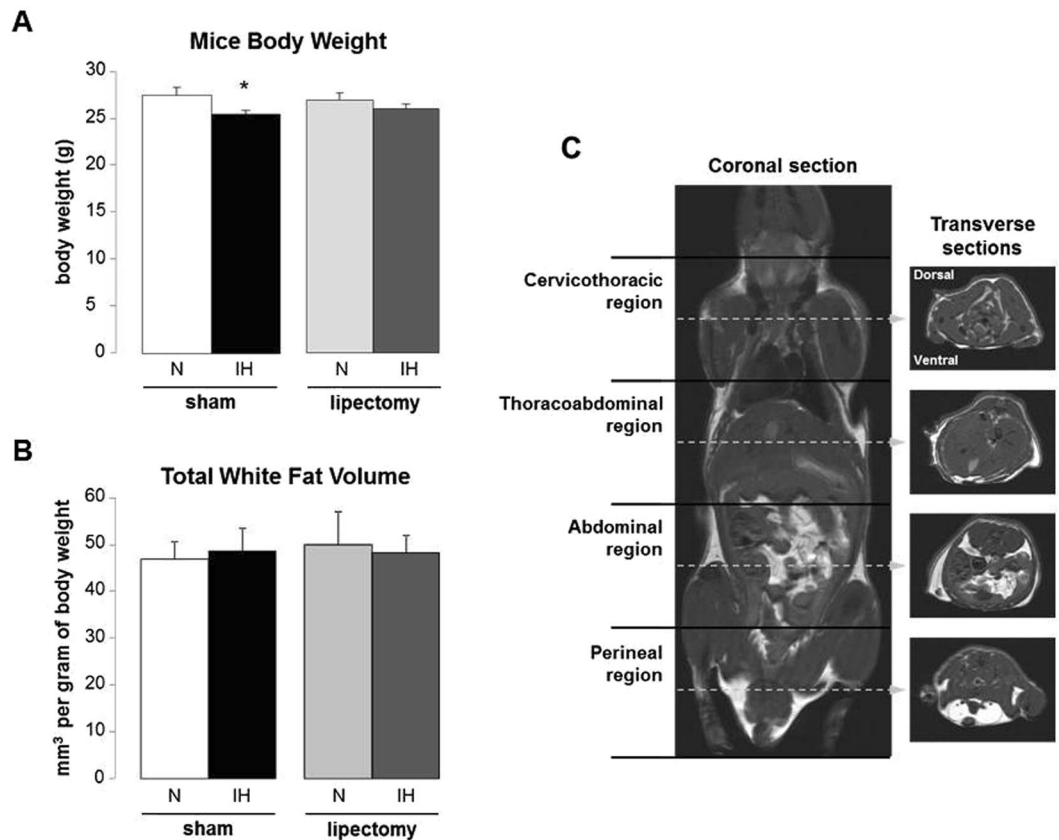 A
Mice Body Weight
30
25
20
15
10
5
0
body weight (g)
*
N IH N IH
sham lipectomy
B
Total White Fat Volume
60
50
40
30
20
10
0
mm³ per gram of body weight
N IH N IH
sham lipectomy
C
Coronal section
Transverse
sections
Cervicothoracic
region
Dorsal
Ventral
Thoracoabdominal
region
Abdominal
region
Perineal
region